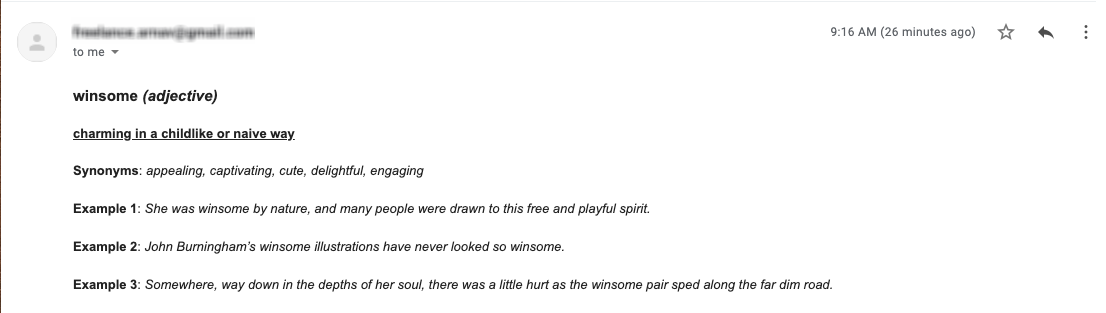 9:16 AM (26 minutes ago)
to me
winsome (adjective)
charming in a childlike or naive way
Synonyms: appealing, captivating, cute, delightful, engaging
Example 1: She was winsome by nature, and many people were drawn to this free and playful spirit.
Example 2: John Burningham's winsome illustrations have never looked so winsome.
Example 3: Somewhere, way down in the depths of her soul, there was a little hurt as the winsome pair sped along the far dim road.